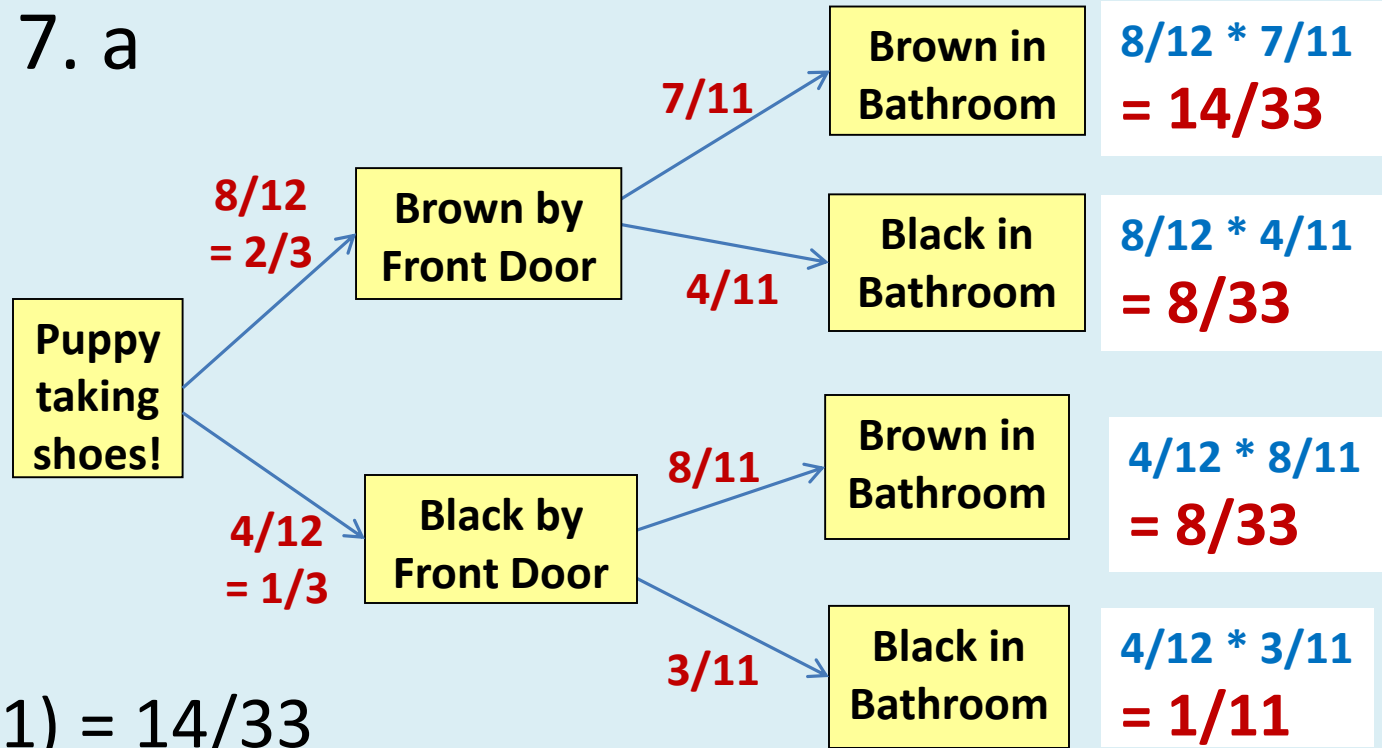 7. a
Puppy
taking
shoes!
8/12
= 2/3
4/12
= 1/3
Brown by
Front Door
Black by
Front Door
7/11
4/11
8/11
3/11
Brown in
Bathroom
8/12 * 7/11
= 14/33
Black in
Bathroom
8/12 * 4/11
= 8/33
Brown in
Bathroom
4/12 * 8/11
= 8/33
Black in
Bathroom
4/12 * 3/11
= 1/11
1) = 14/33